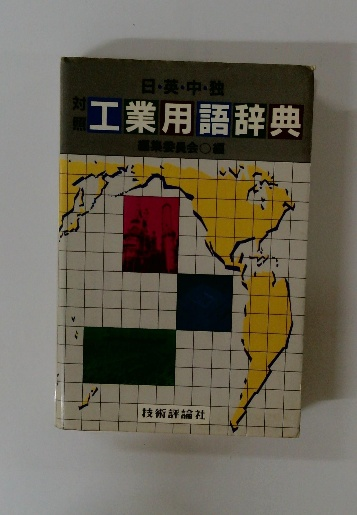 日・英・中・独
対照
工業用語辞典
編集委員会○編
技術評論社